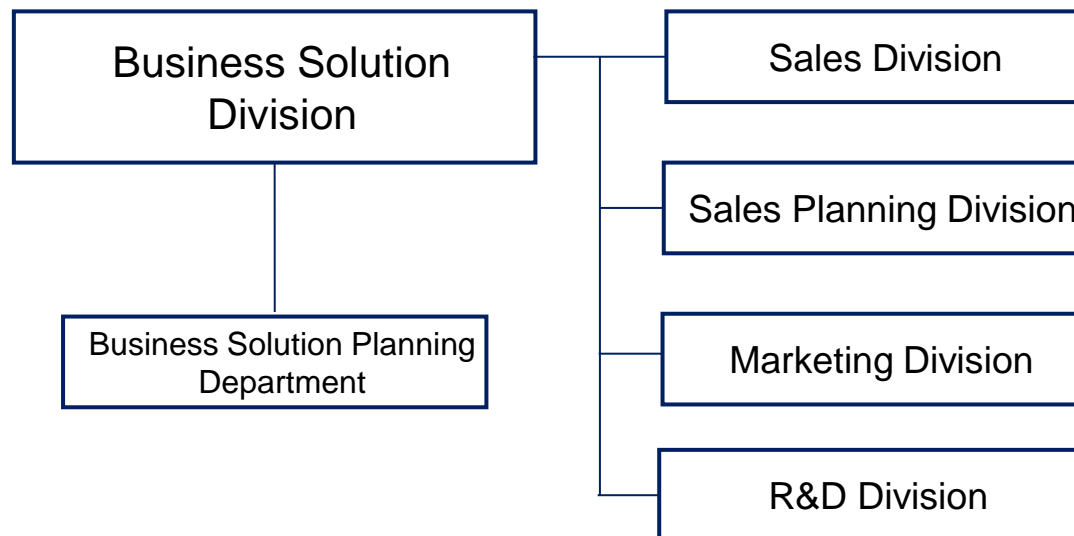 Business Solution
Division
Sales Division
Sales Planning Division
Business Solution Planning
Department
Marketing Division
R&D Division